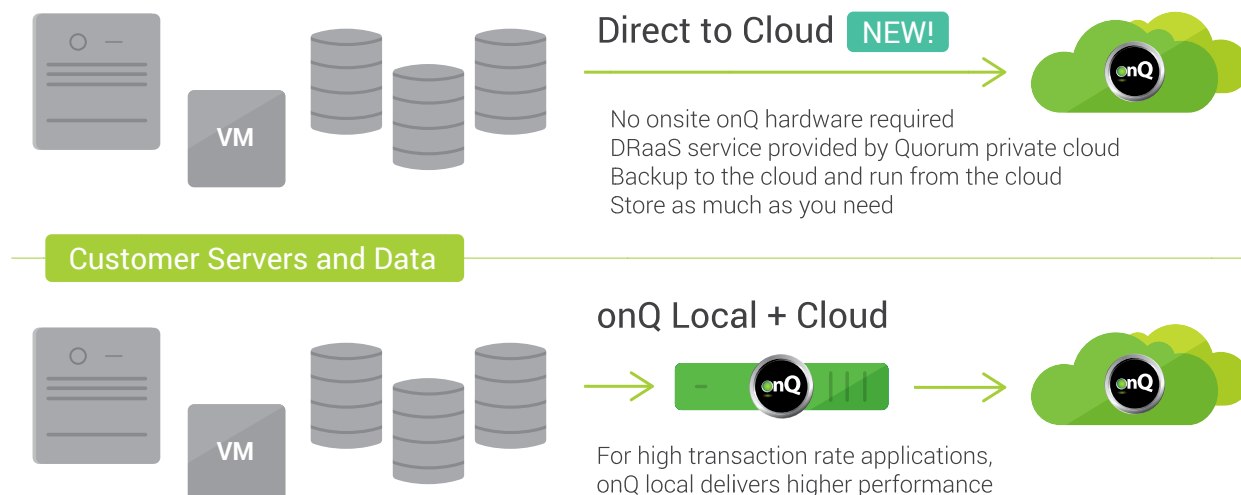 Direct to Cloud NEW!
onQ
VM
No onsite onQ hardware required
DRaaS service provided by Quorum private cloud
Backup to the cloud and run from the cloud
Store as much as you need
Customer Servers and Data
onQ Local + Cloud
onQ
onQ
VM
For high transaction rate applications,
onQ local delivers higher performance